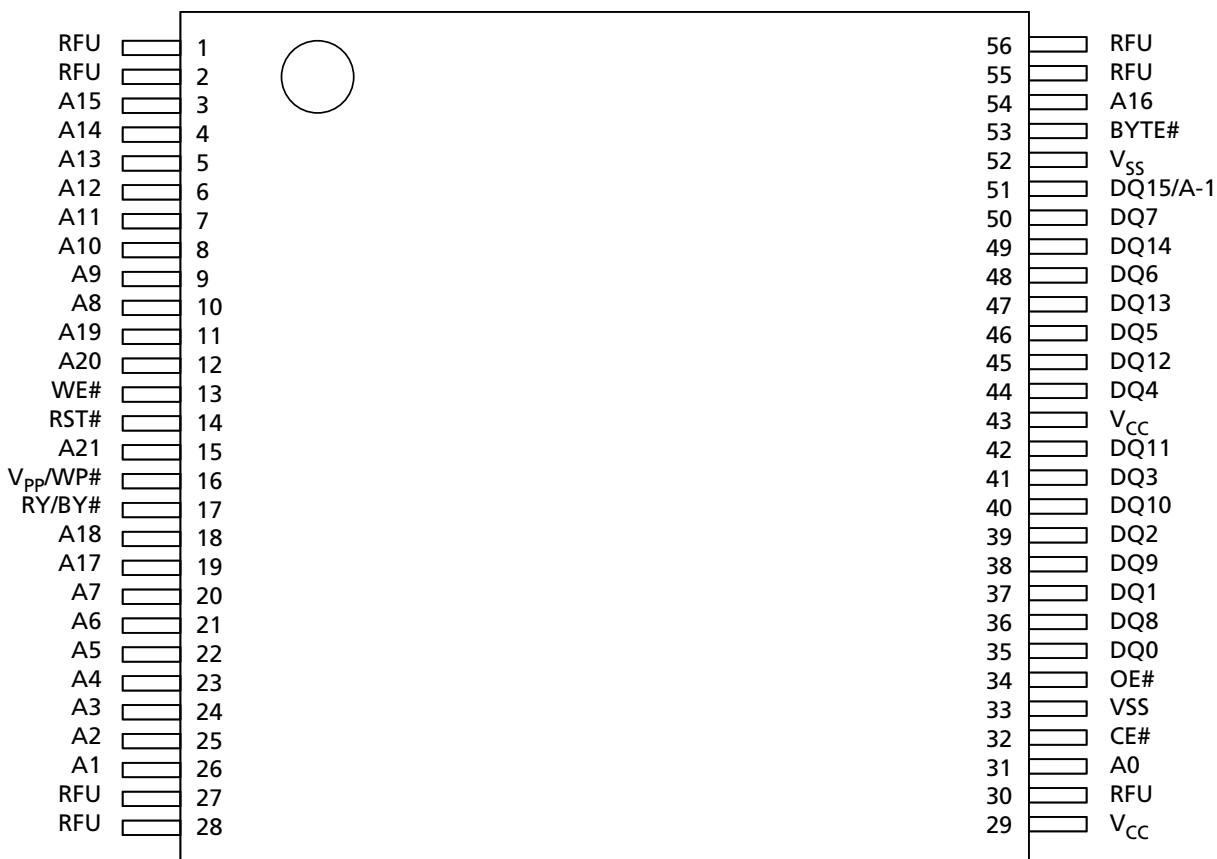 RFU 1 56 RFU
RFU 2 55 RFU
A15 3 54 A16
A14 4 53 BYTE#
A13 5 52 VSS
A12 6 51 DQ15/A-1
A11 7 50 DQ7
A10 8 49 DQ14
A9 9 48 DQ6
A8 10 47 DQ13
A19 11 46 DQ5
A20 12 45 DQ12
WE# 13 44 DQ4
RST# 14 43 VCC
A21 15 42 DQ11
VPP/WP# 16 41 DQ3
RY/BY# 17 40 DQ10
A18 18 39 DQ2
A17 19 38 DQ9
A7 20 37 DQ1
A6 21 36 DQ8
A5 22 35 DQ0
A4 23 34 OE#
A3 24 33 VSS
A2 25 32 CE#
A1 26 31 A0
RFU 27 30 RFU
RFU 28 29 VCC